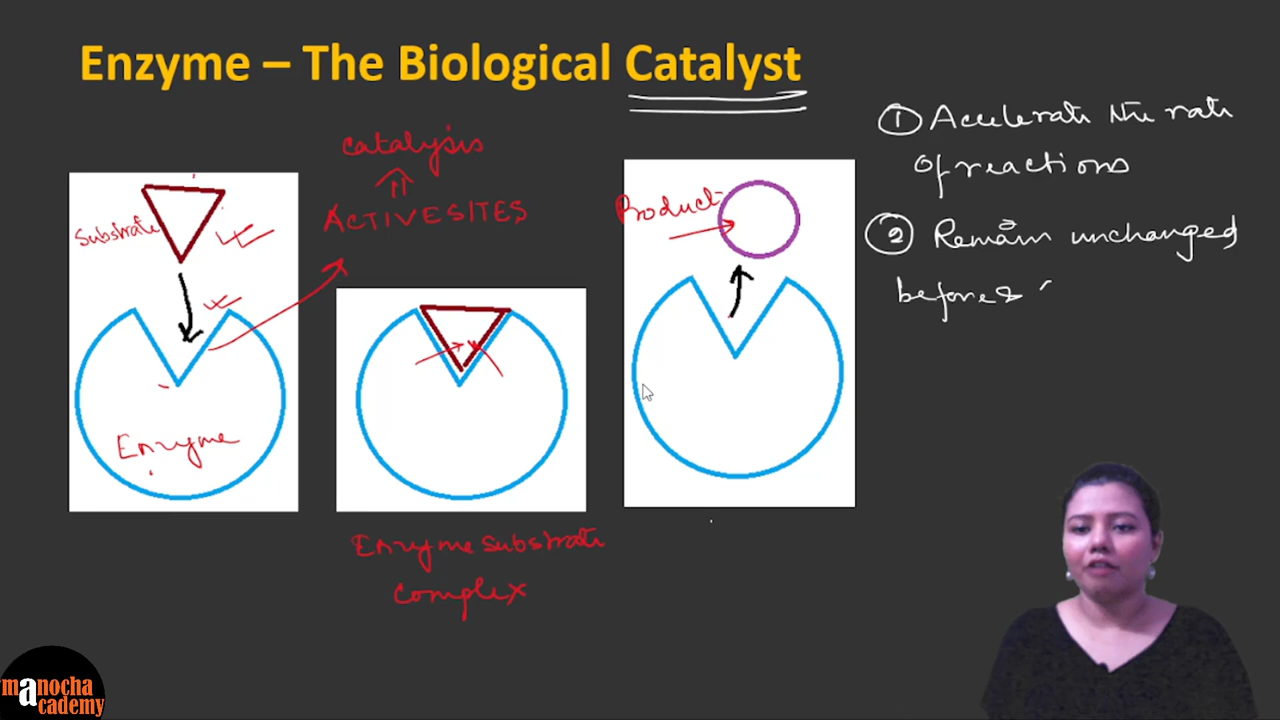 Enzyme – The Biological Catalyst
catalysis
ACTIVE SITES
Substrate
Enzyme
Enzyme substrate
complex
Product
① Accelerate the rate
of reactions
② Remain unchanged
before &
manocha
academy